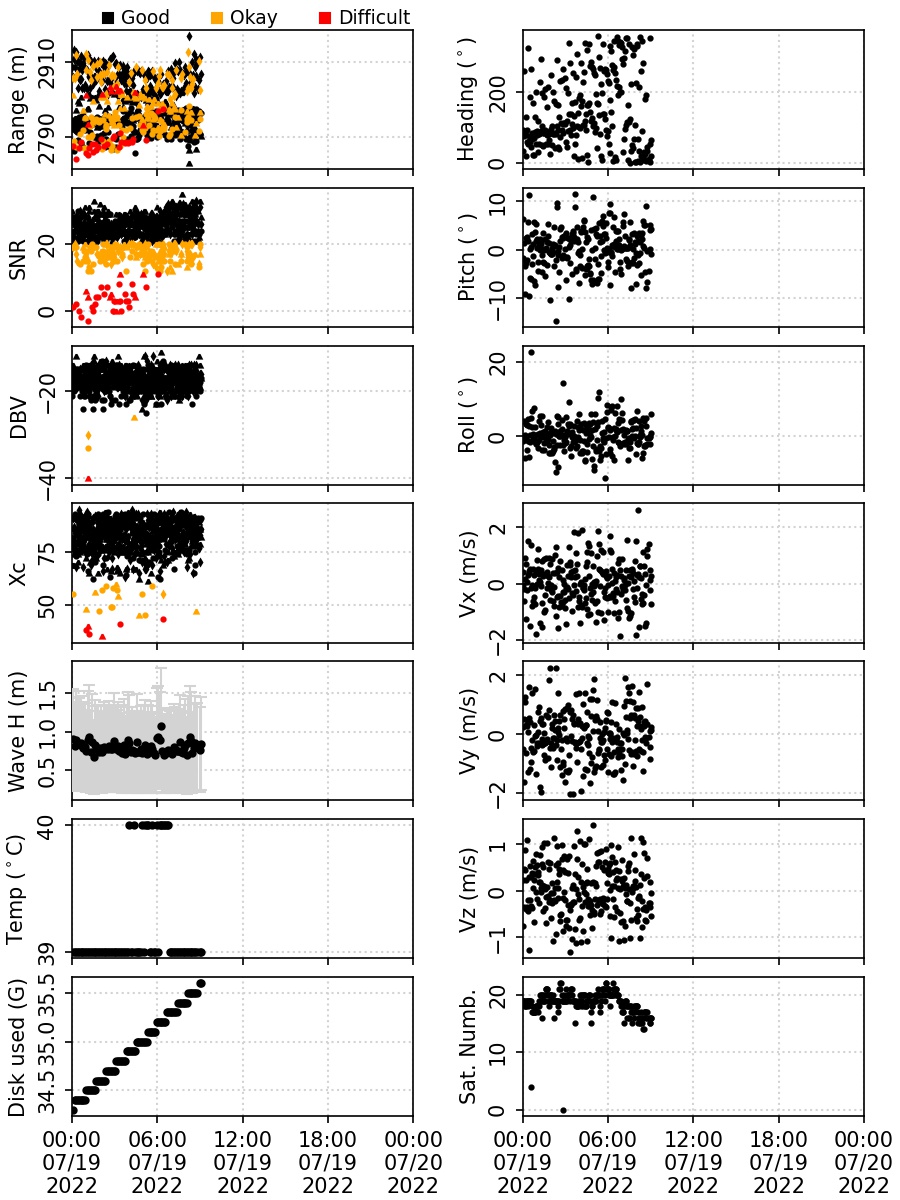 Good Okay Difficult
Range (m)
2910
2790
Heading (°)
200
0
SNR
20
0
Pitch (°)
10
0
−10
DBV
−20
−40
Roll (°)
20
0
Xc
75
50
Vx (m/s)
2
0
−2
Wave H (m)
1.5
1.0
0.5
Vy (m/s)
2
0
−2
Temp (°C)
40
39
Vz (m/s)
1
0
−1
Disk used (G)
35.5
35.0
34.5
Sat. Numb.
20
10
0
00:00 06:00 12:00 18:00 00:00
07/19 07/19 07/19 07/19 07/20
2022 2022 2022 2022 2022
00:00 06:00 12:00 18:00 00:00
07/19 07/19 07/19 07/19 07/20
2022 2022 2022 2022 2022